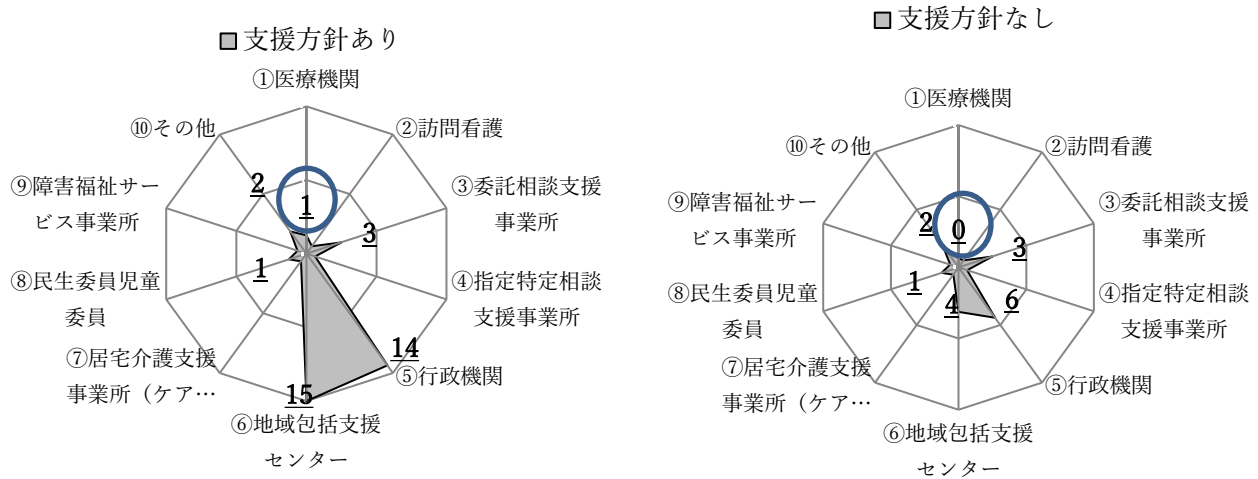 支援方針あり
①医療機関
⑩その他
②訪問看護
⑨障害福祉サー
ビス事業所
2
1
3
③委託相談支援
事業所
1
⑧民生委員児童
委員
④指定特定相談
支援事業所
⑦居宅介護支援
事業所（ケア…
14
⑤行政機関
15
⑥地域包括支援
センター
支援方針なし
①医療機関
⑩その他
②訪問看護
⑨障害福祉サー
ビス事業所
2
0
3
③委託相談支援
事業所
1
⑧民生委員児童
委員
4
6
④指定特定相談
支援事業所
⑦居宅介護支援
事業所（ケア…
⑤行政機関
⑥地域包括支援
センター